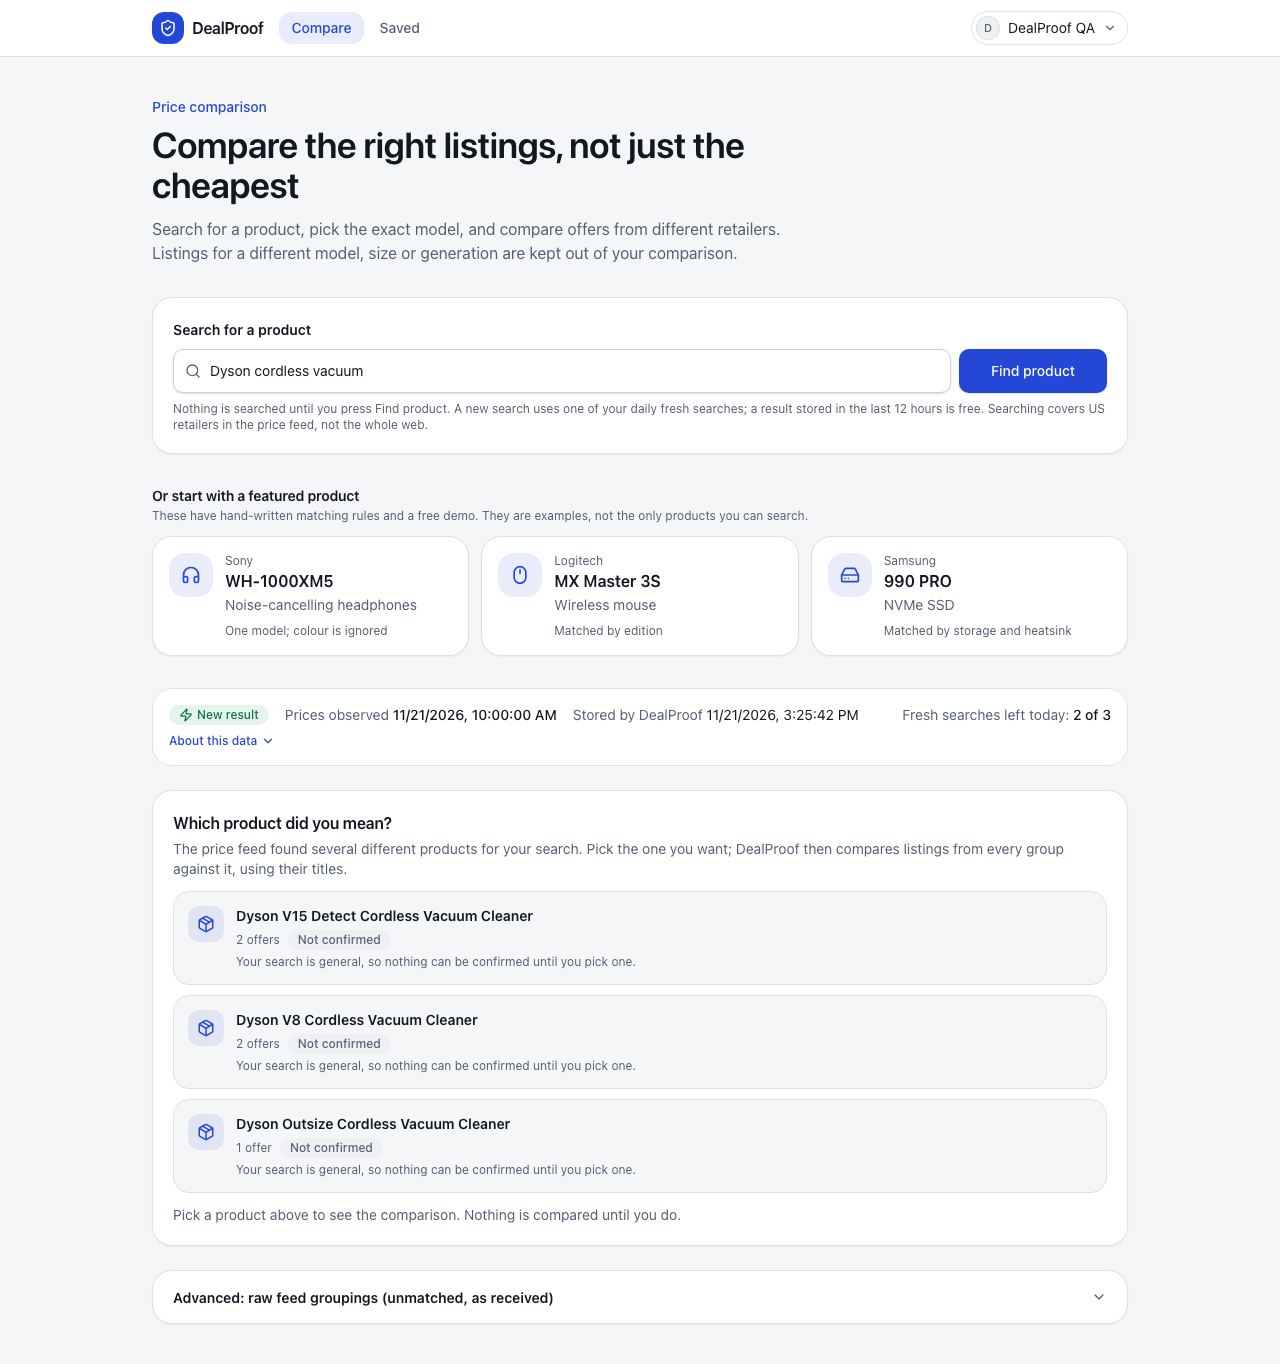 DealProof
Compare
Saved
D
DealProof QA
Price comparison
Compare the right listings, not just the
cheapest
Search for a product, pick the exact model, and compare offers from different retailers.
Listings for a different model, size or generation are kept out of your comparison.
Search for a product
Dyson cordless vacuum
Find product
Nothing is searched until you press Find product. A new search uses one of your daily fresh searches; a result stored in the last 12 hours is free. Searching covers US
retailers in the price feed, not the whole web.
Or start with a featured product
These have hand-written matching rules and a free demo. They are examples, not the only products you can search.
Sony
WH-1000XM5
Noise-cancelling headphones
One model; colour is ignored
Logitech
MX Master 3S
Wireless mouse
Matched by edition
Samsung
990 PRO
NVMe SSD
Matched by storage and heatsink
New result
Prices observed 11/21/2026, 10:00:00 AM
Stored by DealProof 11/21/2026, 3:25:42 PM
Fresh searches left today: 2 of 3
About this data
Which product did you mean?
The price feed found several different products for your search. Pick the one you want; DealProof then compares listings from every group
against it, using their titles.
Dyson V15 Detect Cordless Vacuum Cleaner
2 offers Not confirmed
Your search is general, so nothing can be confirmed until you pick one.
Dyson V8 Cordless Vacuum Cleaner
2 offers Not confirmed
Your search is general, so nothing can be confirmed until you pick one.
Dyson Outsize Cordless Vacuum Cleaner
1 offer Not confirmed
Your search is general, so nothing can be confirmed until you pick one.
Pick a product above to see the comparison. Nothing is compared until you do.
Advanced: raw feed groupings (unmatched, as received)